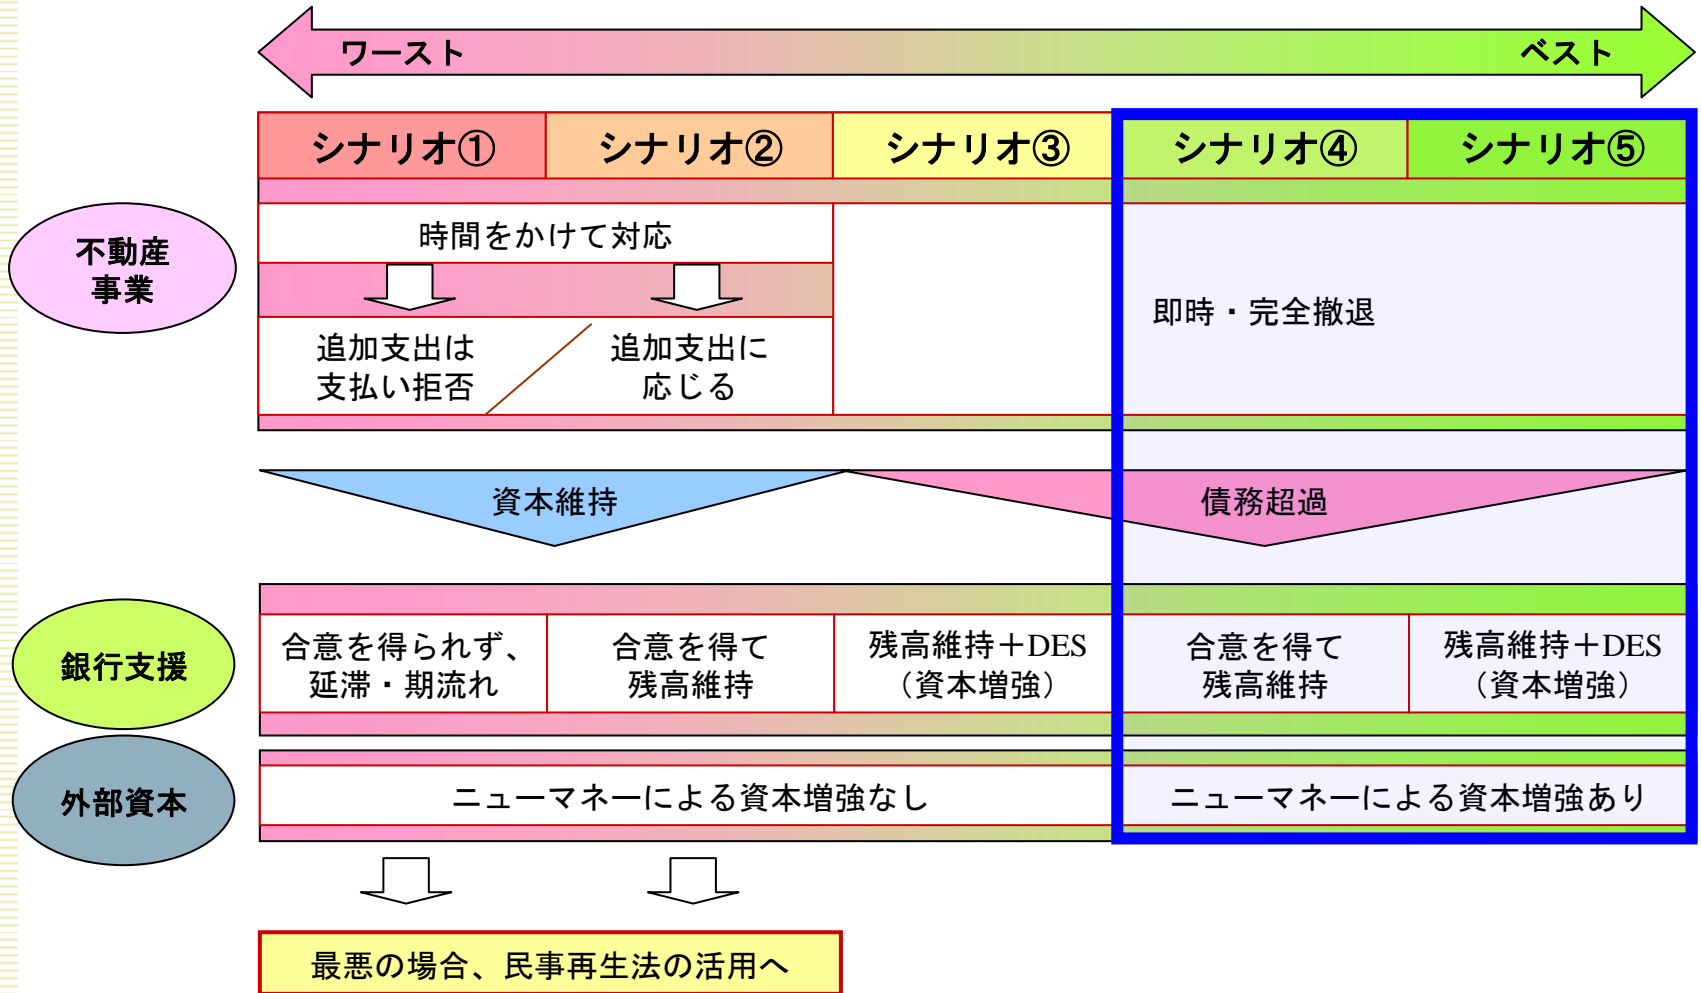 ワースト
ベスト
シナリオ①
シナリオ②
シナリオ③
シナリオ④
シナリオ⑤
不動産
事業
時間をかけて対応
追加支出は
支払い拒否
追加支出に
応じる
即時・完全撤退
資本維持
債務超過
銀行支援
合意を得られず、
延滞・期流れ
合意を得て
残高維持
残高維持＋DES
（資本増強）
合意を得て
残高維持
残高維持＋DES
（資本増強）
外部資本
ニューマネーによる資本増強なし
ニューマネーによる資本増強あり
最悪の場合、民事再生法の活用へ